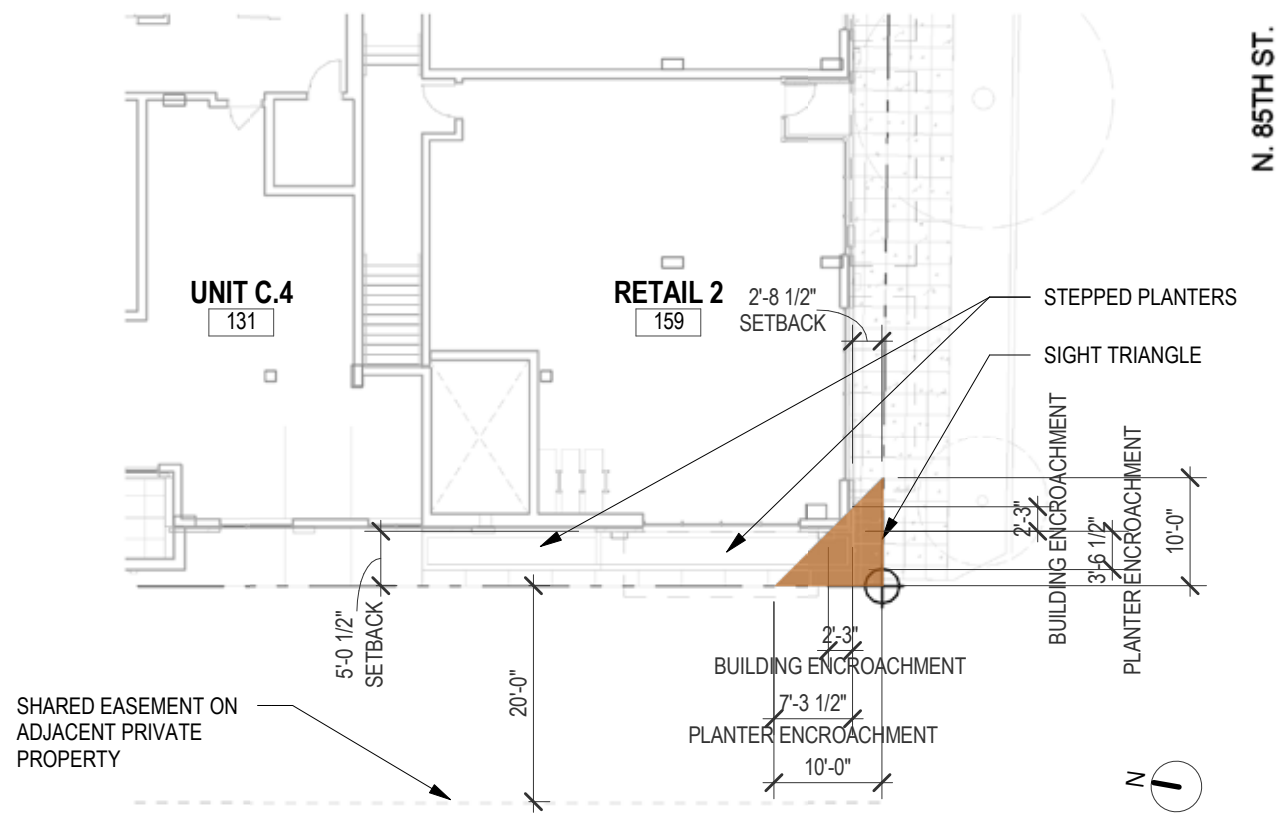 N. 85TH ST.
UNIT C.4
131
RETAIL 2
159
2'-8 1/2"
SETBACK
STEPPED PLANTERS
SIGHT TRIANGLE
2'-3"
BUILDING ENCROACHMENT
3'-6 1/2"
PLANTER ENCROACHMENT
10'-0"
5'-0 1/2"
SETBACK
20'-0"
2'-3"
BUILDING ENCROACHMENT
7'-3 1/2"
PLANTER ENCROACHMENT
10'-0"
SHARED EASEMENT ON
ADJACENT PRIVATE
PROPERTY
N